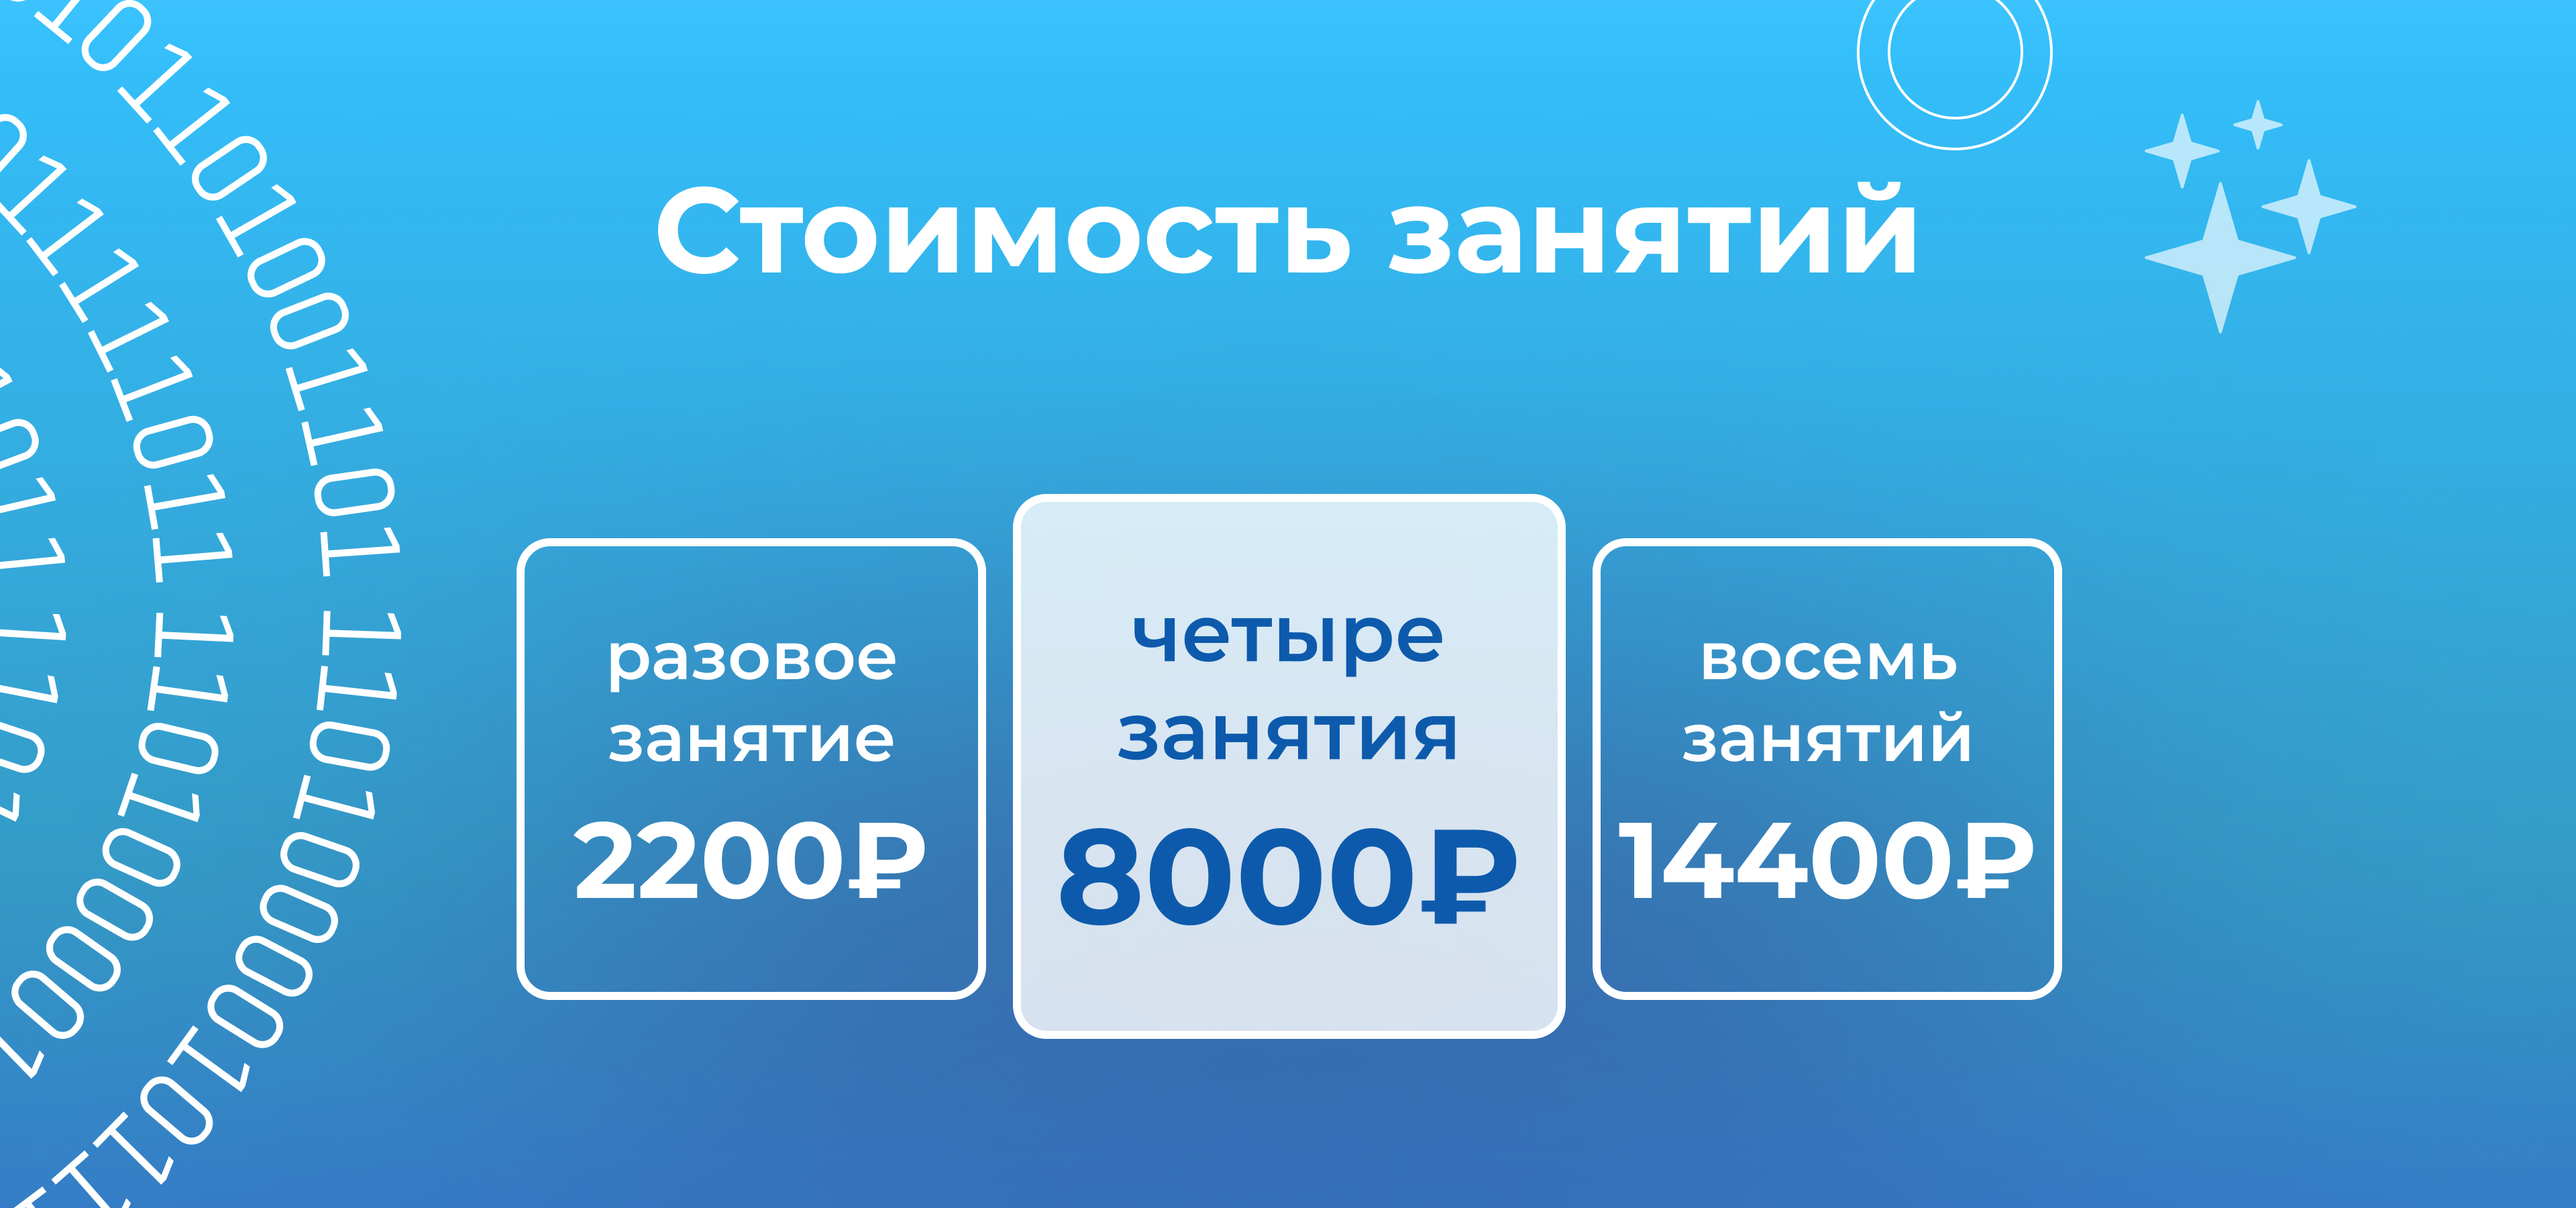 Стоимость занятий
разовое
занятие
2200₽
четыре
занятия
8000₽
восемь
занятий
14400₽